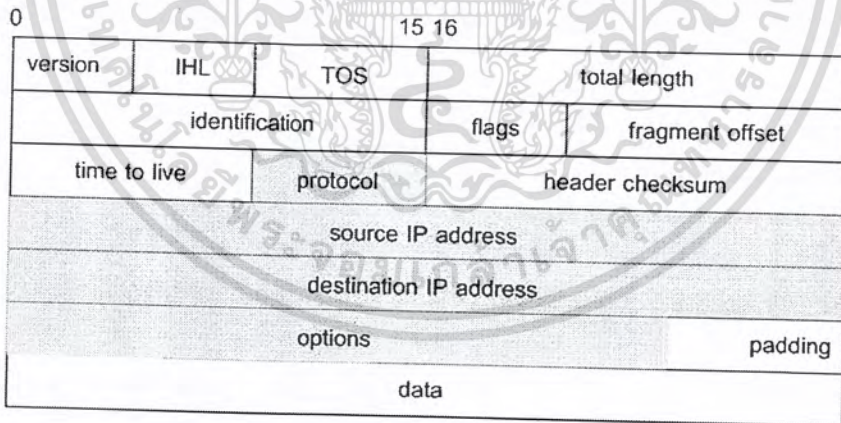 0 15 16
version IHL TOS total length
identification flags fragment offset
time to live protocol header checksum
source IP address
destination IP address
options padding
data